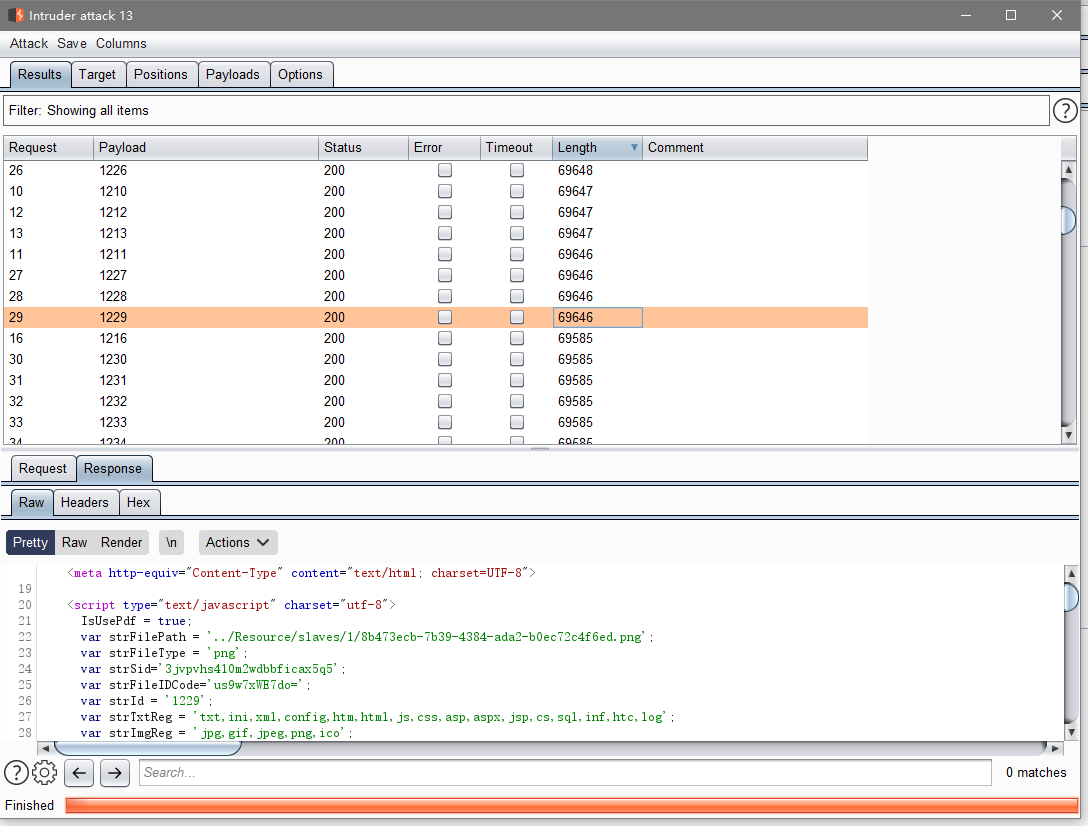 Intruder attack 13
Attack Save Columns
Results Target Positions Payloads Options
Filter: Showing all items ?
Request Payload Status Error Timeout Length Comment
26 1226 200 69648
10 1210 200 69647
12 1212 200 69647
13 1213 200 69647
11 1211 200 69646
27 1227 200 69646
28 1228 200 69646
29 1229 200 69646
16 1216 200 69585
30 1230 200 69585
31 1231 200 69585
32 1232 200 69585
33 1233 200 69585
34 1234 200 69585
Request Response
Raw Headers Hex
Pretty Raw Render \n Actions
<meta http-equiv="Content-Type" content="text/html; charset=UTF-8">
19
20 <script type="text/javascript" charset="utf-8">
21 IsUsePdf = true;
22 var strFilePath = '../Resource/slaves/1/8b473ecb-7b39-4384-ada2-b0ec72c4f6ed.png';
23 var strFileType = 'png';
24 var strSid='3jvpvhs410m2wdbbficax5q5';
25 var strFileIDCode='us9w7xWE7do=';
26 var strId = '1229';
27 var strTxtReg = 'txt,ini,xml,config,htm,html,js,css,asp,aspx,jsp,cs,sql,inf,htc,log';
28 var strImgReg = 'jpg,gif,jpeg,png,ico';
? Search... 0 matches
Finished